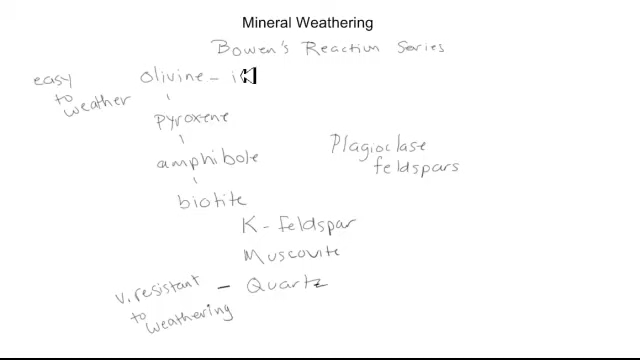 Mineral Weathering
Bowen's Reaction Series
easy
to
weather
olivine - i
pyroxene
amphibole
biotite
Plagioclase
feldspars
K-feldspar
Muscovite
v. resistant
to
weathering
- Quartz